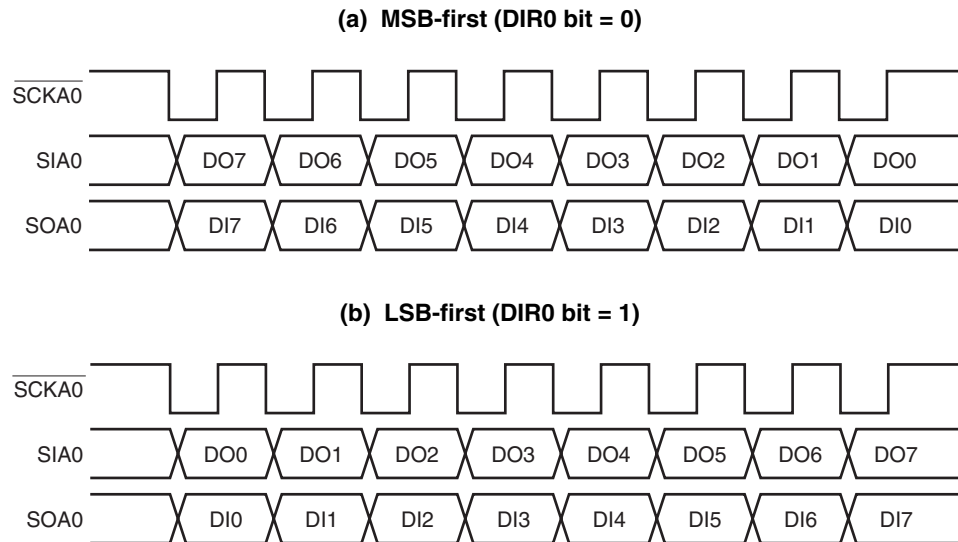 (a) MSB-first (DIR0 bit = 0)
SCKA0
SIA0 DO7 DO6 DO5 DO4 DO3 DO2 DO1 DO0
SOA0 DI7 DI6 DI5 DI4 DI3 DI2 DI1 DI0
(b) LSB-first (DIR0 bit = 1)
SCKA0
SIA0 DO0 DO1 DO2 DO3 DO4 DO5 DO6 DO7
SOA0 DI0 DI1 DI2 DI3 DI4 DI5 DI6 DI7